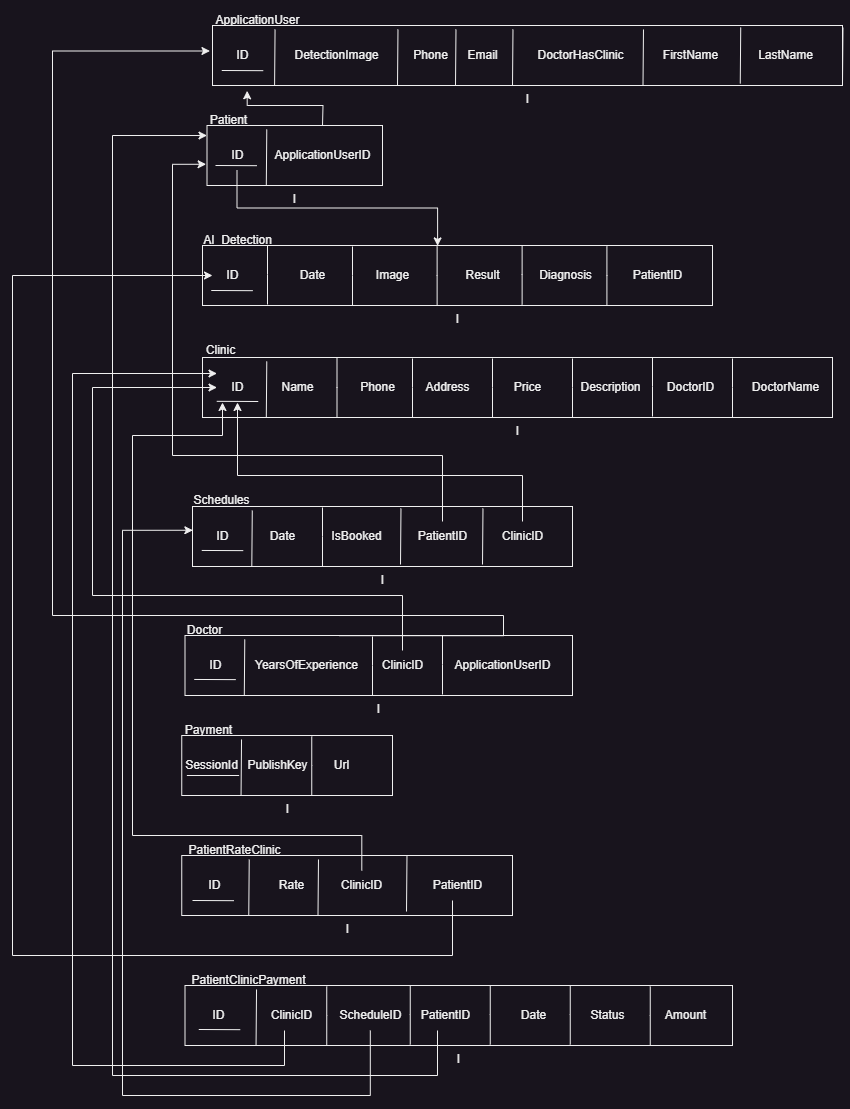 ApplicationUser
ID DetectionImage Phone Email DoctorHasClinic FirstName LastName
I
Patient
ID ApplicationUserID
I
AI_Detection
ID Date Image Result Diagnosis PatientID
I
Clinic
ID Name Phone Address Price Description DoctorID DoctorName
I
Schedules
ID Date IsBooked PatientID ClinicID
I
Doctor
ID YearsOfExperience ClinicID ApplicationUserID
I
Payment
SessionId PublishKey Url
I
PatientRateClinic
ID Rate ClinicID PatientID
I
PatientClinicPayment
ID ClinicID ScheduleID PatientID Date Status Amount
I